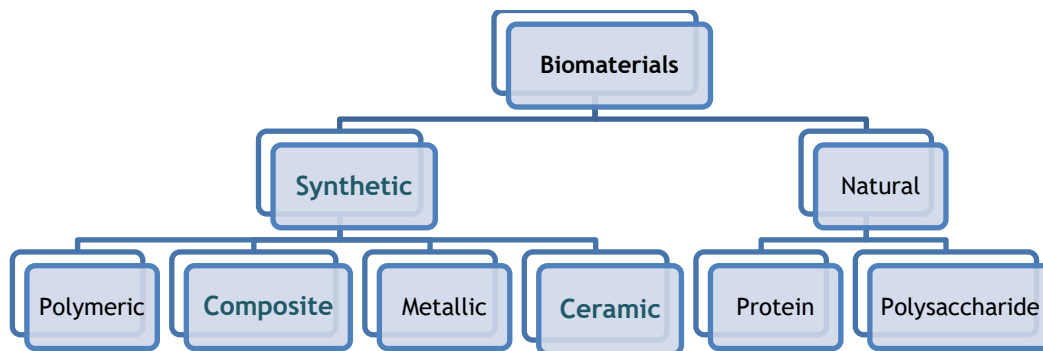 Biomaterials
Synthetic
Natural
Polymeric
Composite
Metallic
Ceramic
Protein
Polysaccharide